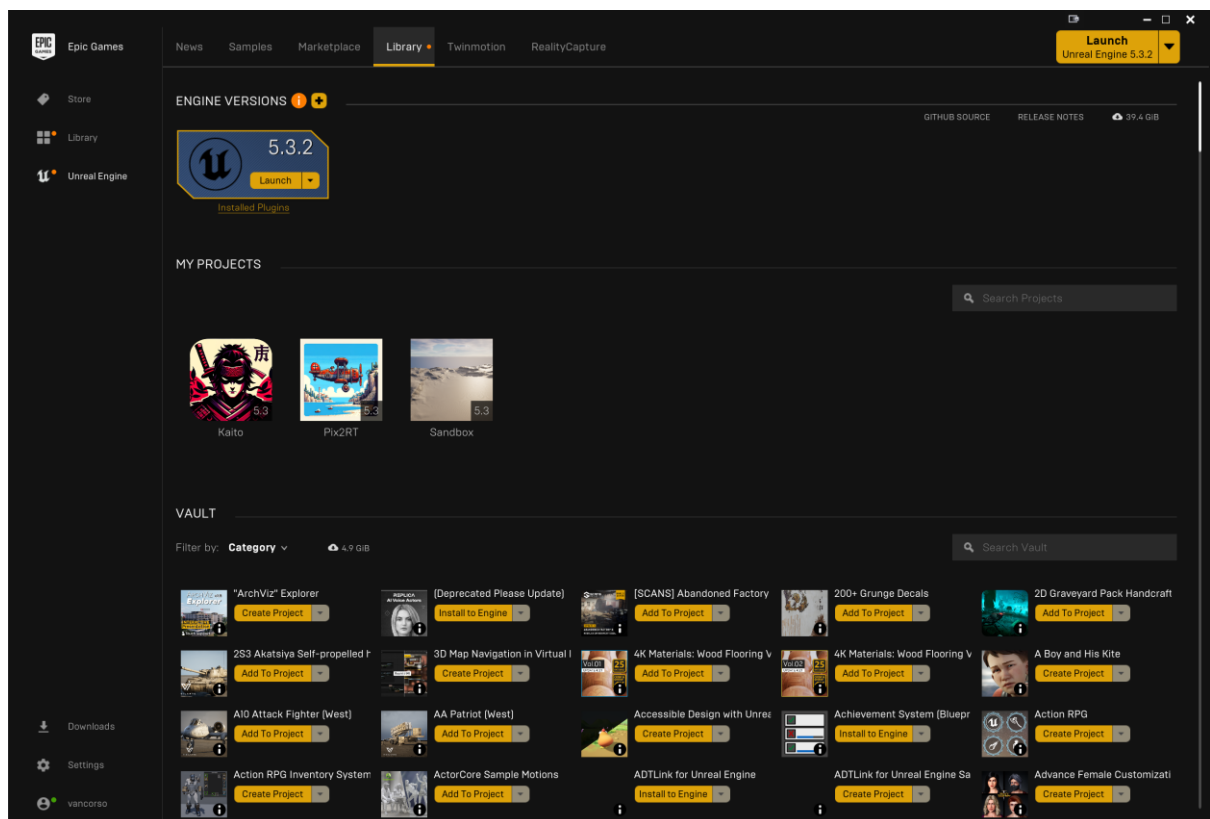 EPIC GAMES
Epic Games
News Samples Marketplace Library Twinmotion RealityCapture
Launch
Unreal Engine 5.3.2
Store
Library
Unreal Engine
ENGINE VERSIONS
GITHUB SOURCE RELEASE NOTES 39.4 GiB
5.3.2
Launch
Installed Plugins
MY PROJECTS
Search Projects
5.3 5.3 5.3
Kaito Pix2RT Sandbox
VAULT
Filter by: Category 4.9 GiB
Search Vault
"ArchViz" Explorer (Deprecated Please Update) [SCANS] Abandoned Factory 200+ Grunge Decals 2D Graveyard Pack Handcraft
Create Project Install to Engine Add To Project Add To Project Add To Project
2S3 Akatsiya Self-propelled h 3D Map Navigation in Virtual 4K Materials: Wood Flooring V 4K Materials: Wood Flooring V A Boy and His Kite
Add To Project Create Project Add To Project Add To Project Create Project
A10 Attack Fighter (West) AA Patriot (West) Accessible Design with Unrea Achievement System (Bluepr Action RPG
Add To Project Add To Project Create Project Install to Engine Create Project
Action RPG Inventory System ActorCore Sample Motions ADTLink for Unreal Engine ADTLink for Unreal Engine Sa Advance Female Customizati
Create Project Add To Project Install to Engine Create Project Create Project
Downloads
Settings
vancorso